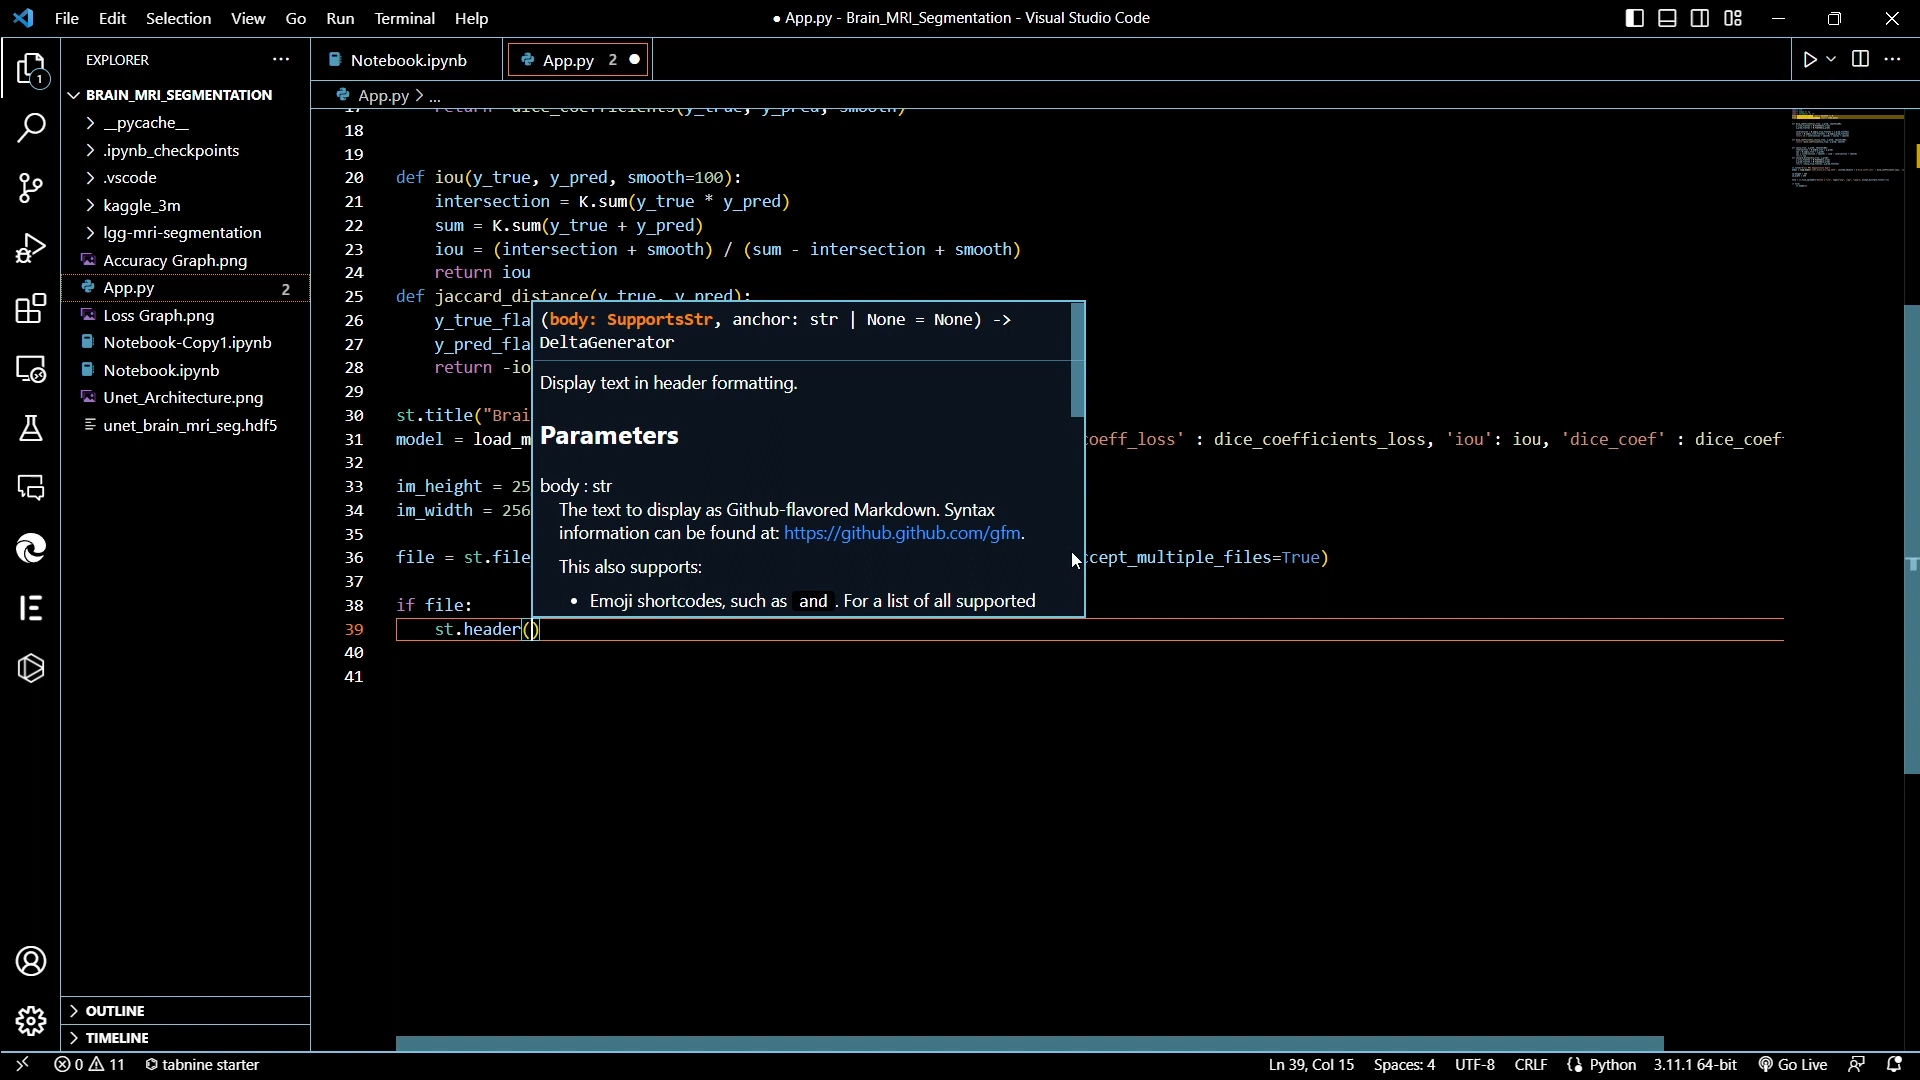 File Edit Selection View Go Run Terminal Help
● App.py - Brain_MRI_Segmentation - Visual Studio Code
EXPLORER
Notebook.ipynb
App.py 2
BRAIN_MRI_SEGMENTATION
App.py > ...
1
__pycache__
.ipynb_checkpoints
.vscode
kaggle_3m
lgg-mri-segmentation
Accuracy Graph.png
App.py 2
Loss Graph.png
Notebook-Copy1.ipynb
Notebook.ipynb
Unet_Architecture.png
unet_brain_mri_seg.hdf5
OUTLINE
TIMELINE
17 return -dice_coefficients(y_true, y_pred, smooth)
18
19
20 def iou(y_true, y_pred, smooth=100):
21 intersection = K.sum(y_true * y_pred)
22 sum = K.sum(y_true + y_pred)
23 iou = (intersection + smooth) / (sum - intersection + smooth)
24 return iou
25 def jaccard_distance(y_true, y_pred):
26 y_true_fla
27 y_pred_fla
28 return -io
29
30 st.title("Brai
31 model = load_m oeff_loss' : dice_coefficients_loss, 'iou': iou, 'dice_coef' : dice_coef
32
33 im_height = 25
34 im_width = 256
35
36 file = st.file cept_multiple_files=True)
37
38 if file:
39 st.header()
40
41
(body: SupportsStr, anchor: str | None = None) ->
DeltaGenerator
Display text in header formatting.
Parameters
body : str
The text to display as Github-flavored Markdown. Syntax
information can be found at: https://github.github.com/gfm.
This also supports:
• Emoji shortcodes, such as and . For a list of all supported
0 11 tabnine starter
Ln 39, Col 15 Spaces: 4 UTF-8 CRLF Python 3.11.1 64-bit Go Live